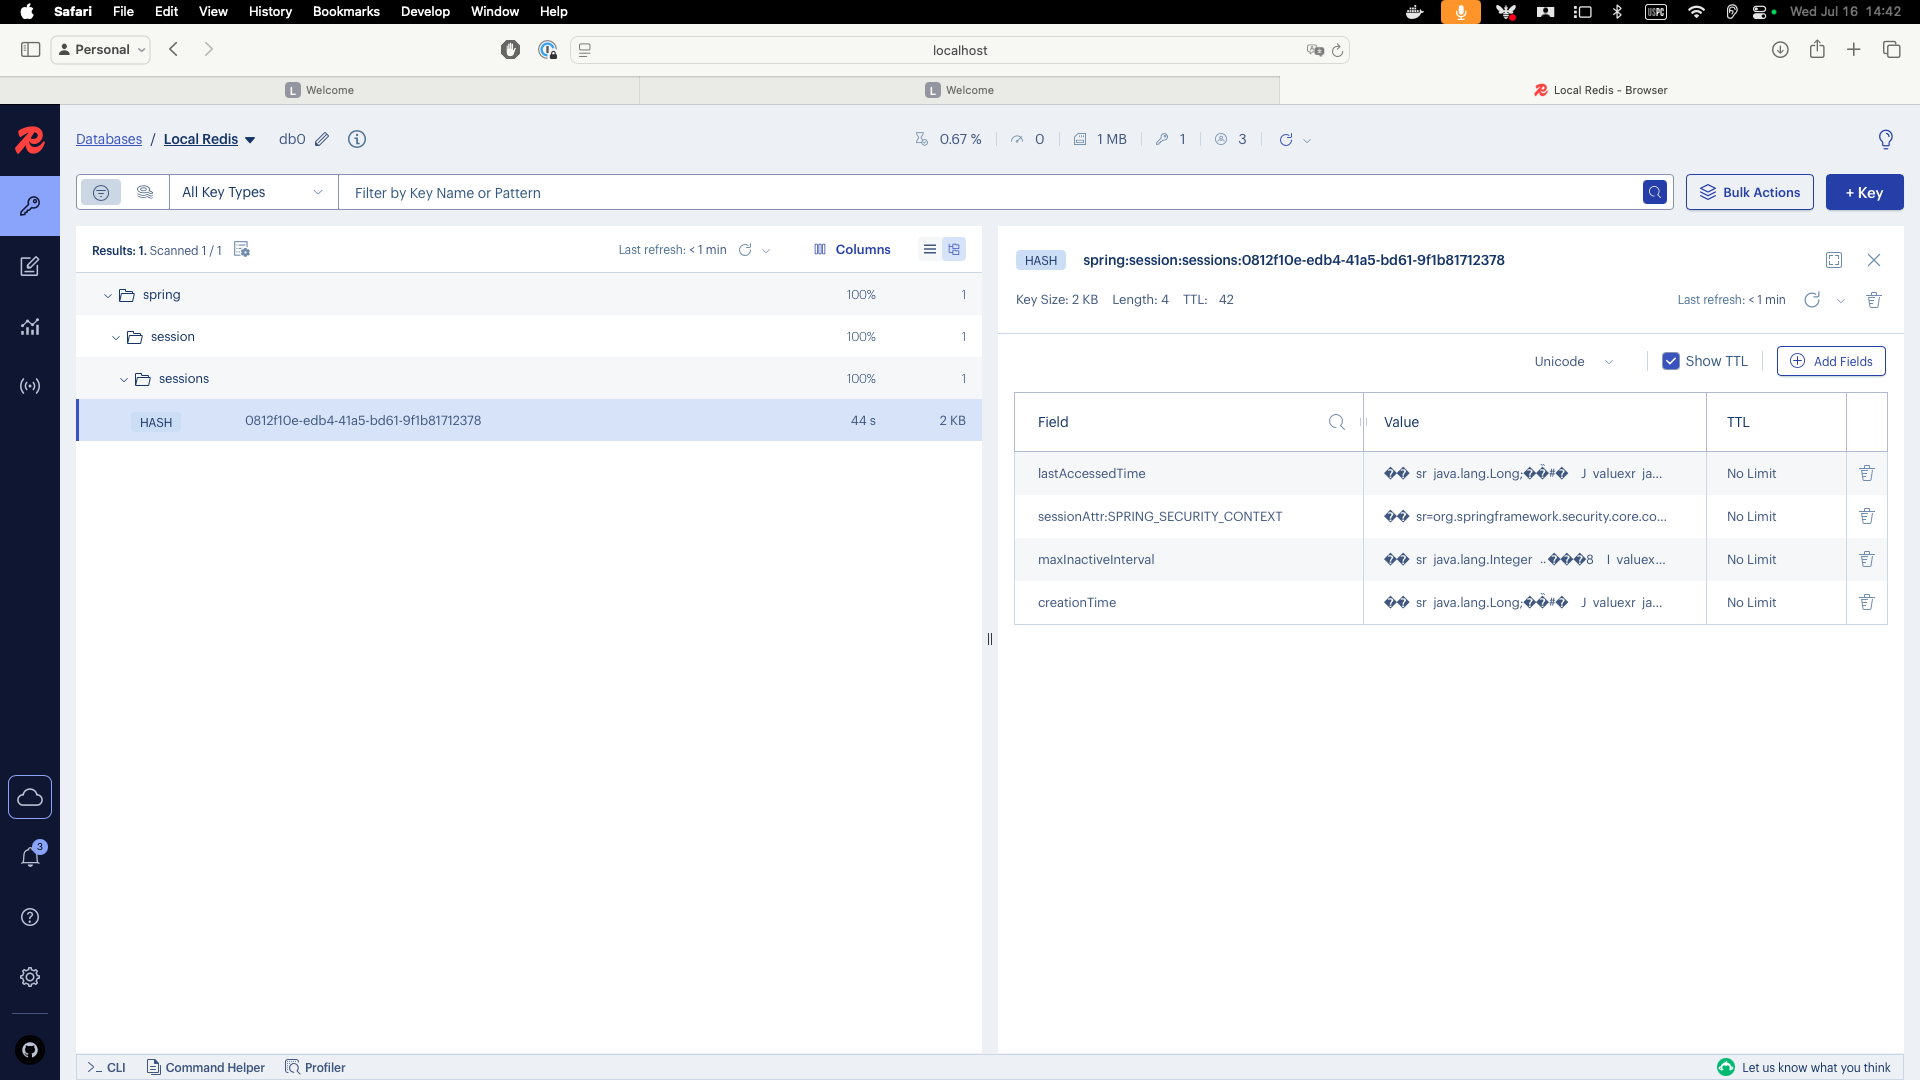 Safari File Edit View History Bookmarks Develop Window Help
USPC Wed Jul 16 14:42
Personal localhost
L Welcome L Welcome Local Redis – Browser
Databases / Local Redis db0 0.67 % 0 1 MB 1 3
All Key Types Filter by Key Name or Pattern Bulk Actions + Key
Results: 1. Scanned 1 / 1 Last refresh: < 1 min Columns
spring 100% 1
session 100% 1
sessions 100% 1
HASH 0812f10e-edb4-41a5-bd61-9f1b81712378 44 s 2 KB
HASH spring:session:sessions:0812f10e-edb4-41a5-bd61-9f1b81712378
Key Size: 2 KB Length: 4 TTL: 42 Last refresh: < 1 min
Unicode Show TTL Add Fields
Field Value TTL
lastAccessedTime �� sr java.lang.Long;��̏#� J valuexr ja... No Limit
sessionAttr:SPRING_SECURITY_CONTEXT �� sr=org.springframework.security.core.co... No Limit
maxInactiveInterval �� sr java.lang.Integer ..���8 I valuex... No Limit
creationTime �� sr java.lang.Long;��̏#� J valuexr ja... No Limit
3
>_ CLI Command Helper Profiler Let us know what you think